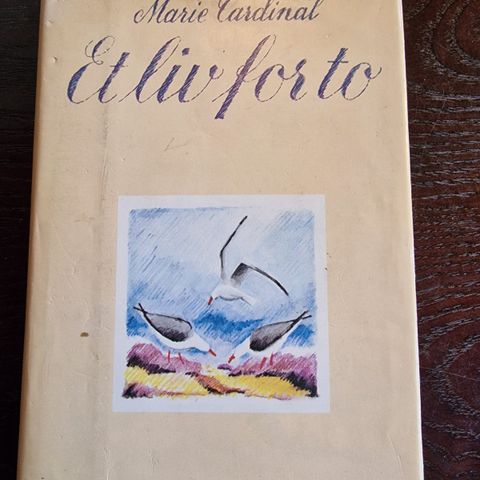 Marie Cardinal
Et liv for to